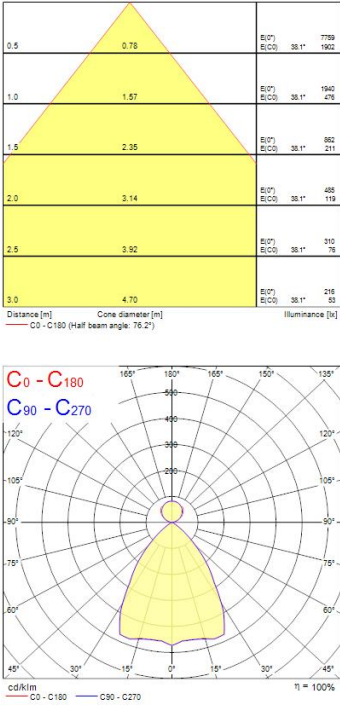 E(0°) 7759
0.5 0.78 E(C0) 38.1° 1902
E(0°) 1940
1.0 1.57 E(C0) 38.1° 476
E(0°) 862
1.5 2.35 E(C0) 38.1° 211
E(0°) 485
2.0 3.14 E(C0) 38.1° 119
E(0°) 310
2.5 3.92 E(C0) 38.1° 76
E(0°) 216
3.0 4.70 E(C0) 38.1° 53
Distance [m] Cone diameter [m] Illuminance [lx]
C0 - C180 (Half beam angle: 76.2°)
165° 180° 165° 135°
C0 - C180
C90 - C270
500
400
300
200
120° 120°
105° 105°
90° 90°
75° 75°
60° 60°
45° 30° 15° 0° 15° 30° 45°
cd/klm η = 100%
C0 - C180 C90 - C270